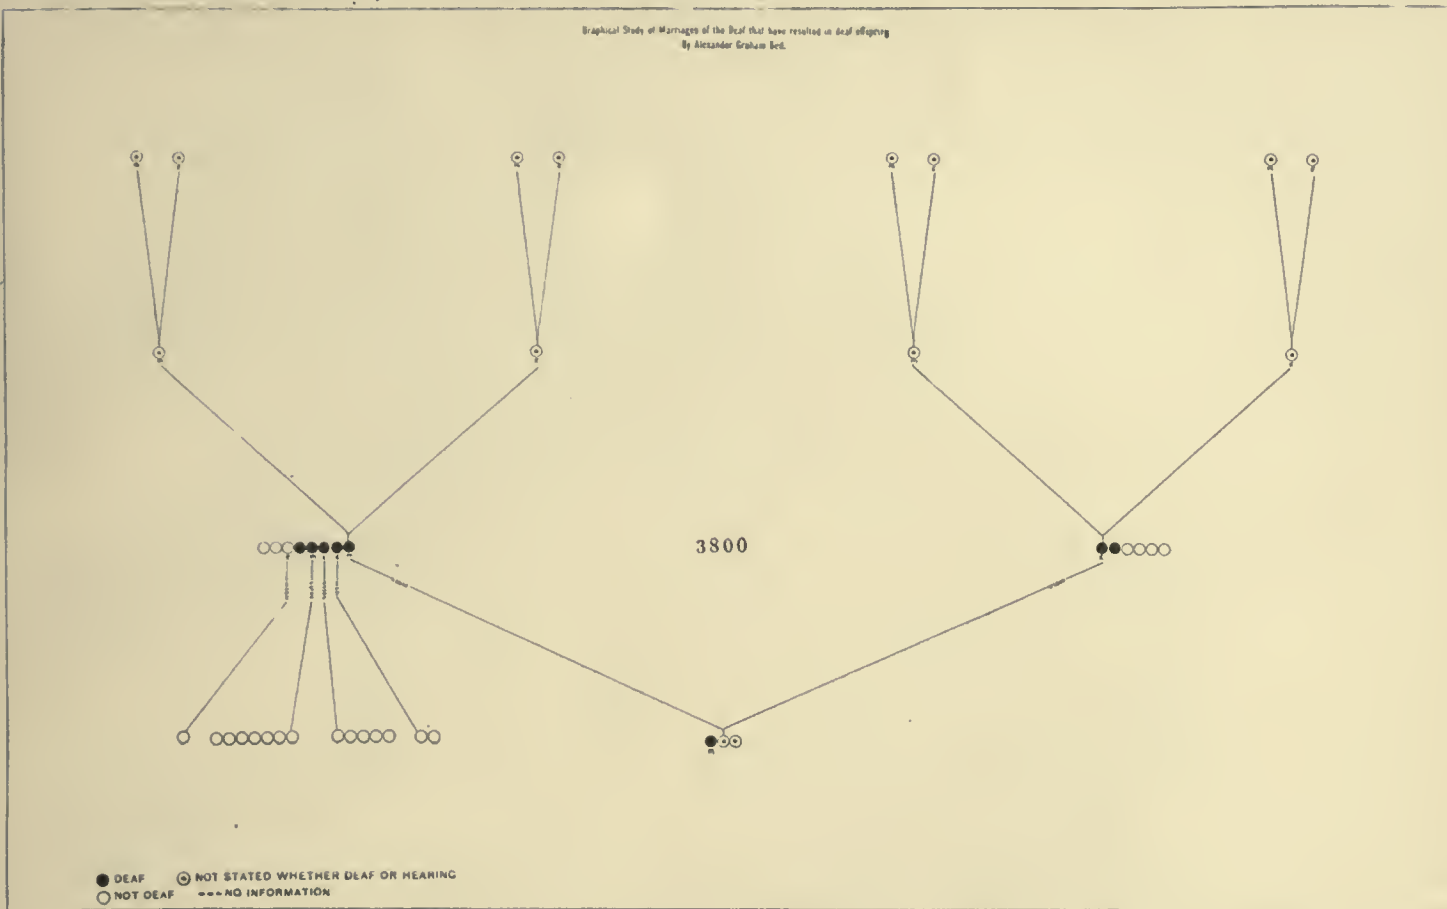 Graphical Study of Marriages of the Deaf that have resulted in deaf offspring
By Alexander Graham Bell.
3800
DEAF NOT STATED WHETHER DEAF OR HEARING
NOT DEAF --- NO INFORMATION